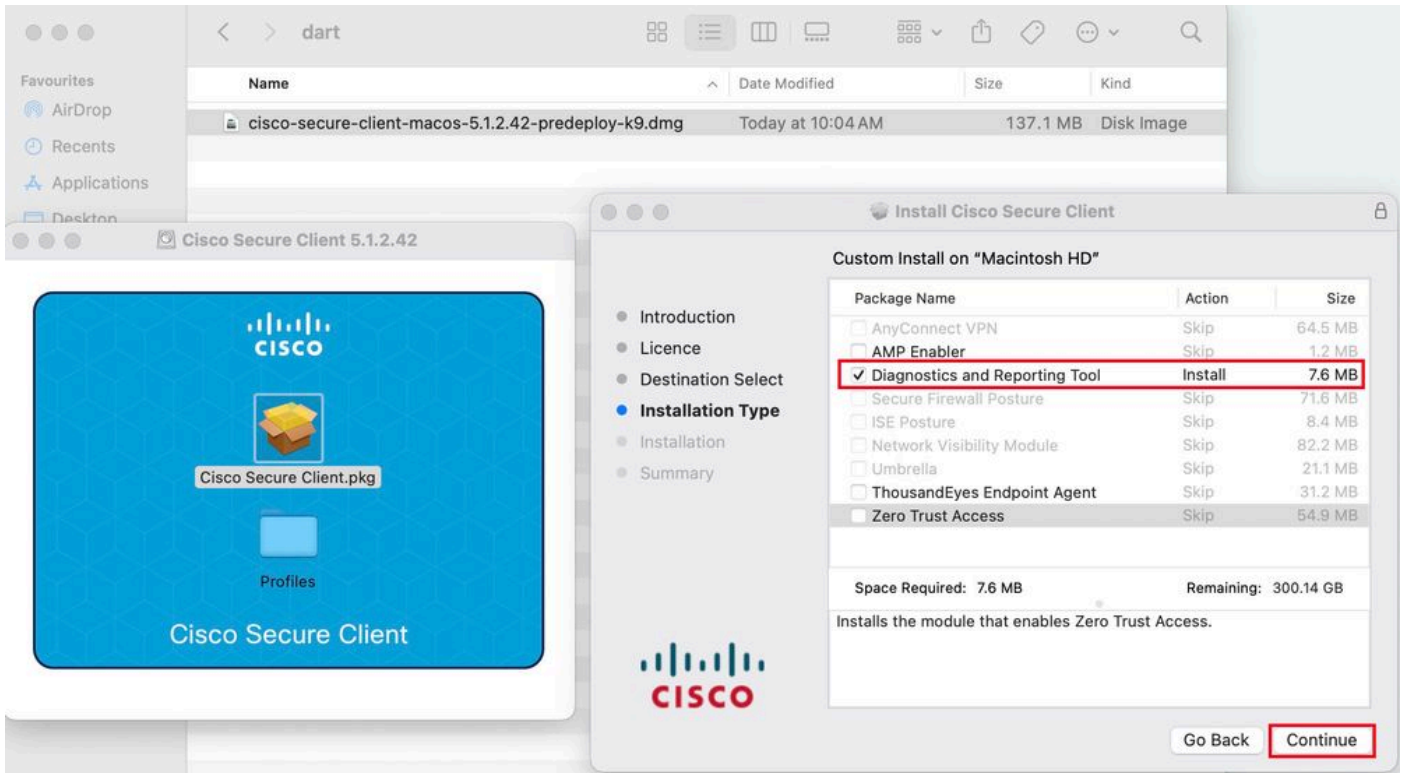 dart
Favourites
AirDrop
Recents
Applications
Desktop
Name Date Modified Size Kind
cisco-secure-client-macos-5.1.2.42-predeploy-k9.dmg Today at 10:04 AM 137.1 MB Disk Image
Cisco Secure Client 5.1.2.42
CISCO
Cisco Secure Client.pkg
Profiles
Cisco Secure Client
Install Cisco Secure Client
Custom Install on “Macintosh HD”
Introduction
Licence
Destination Select
Installation Type
Installation
Summary
CISCO
Package Name Action Size
AnyConnect VPN Skip 64.5 MB
AMP Enabler Skip 1.2 MB
Diagnostics and Reporting Tool Install 7.6 MB
Secure Firewall Posture Skip 71.6 MB
ISE Posture Skip 8.4 MB
Network Visibility Module Skip 82.2 MB
Umbrella Skip 21.1 MB
ThousandEyes Endpoint Agent Skip 31.2 MB
Zero Trust Access Skip 54.9 MB
Space Required: 7.6 MB Remaining: 300.14 GB
Installs the module that enables Zero Trust Access.
Go Back Continue